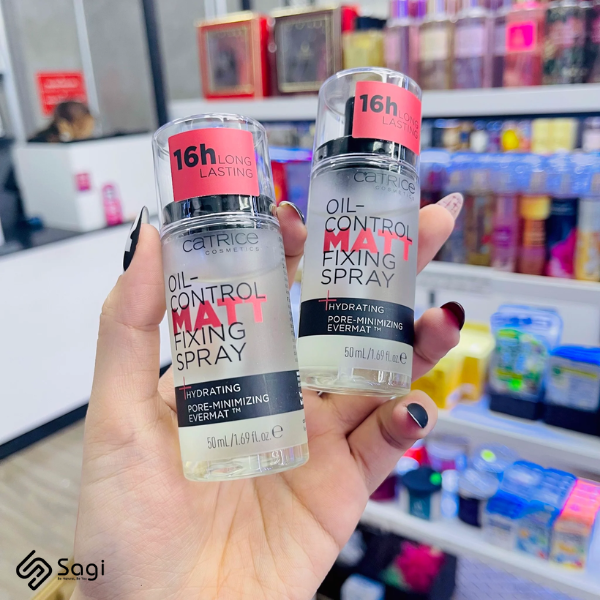 16h LONG
LASTING
CATRICE
COSMETICS
OIL-
CONTROL
MATT
FIXING
SPRAY
+HYDRATING
PORE-MINIMIZING
EVERMAT™
50 mL/1.69 fl.oz. ℮
16h LONG
LASTING
CATRICE
COSMETICS
OIL-
CONTROL
MATT
FIXING
SPRAY
+HYDRATING
PORE-MINIMIZING
EVERMAT™
50 mL/1.69 fl.oz. ℮
Sagi